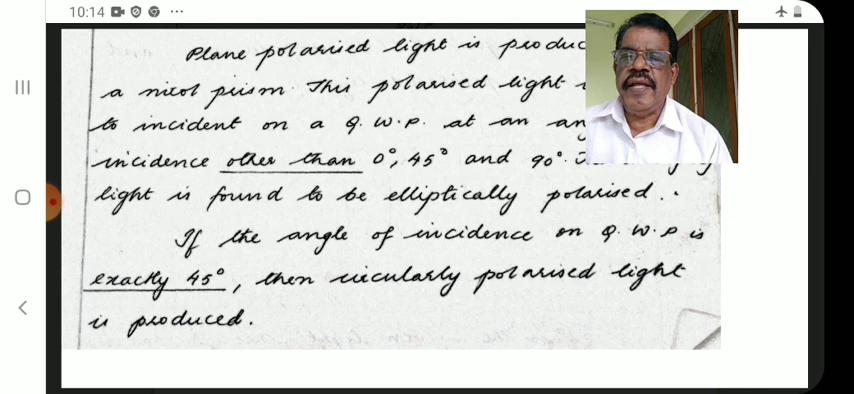 10:14
Plane polarised light is produc
a nicol prism. This polarised light
to incident on a Q.W.P. at an an
incidence other than 0°, 45° and 90°.
light is found to be elliptically polarised.
If the angle of incidence on Q.W.P is
exactly 45°, then circularly polarised light
is produced.